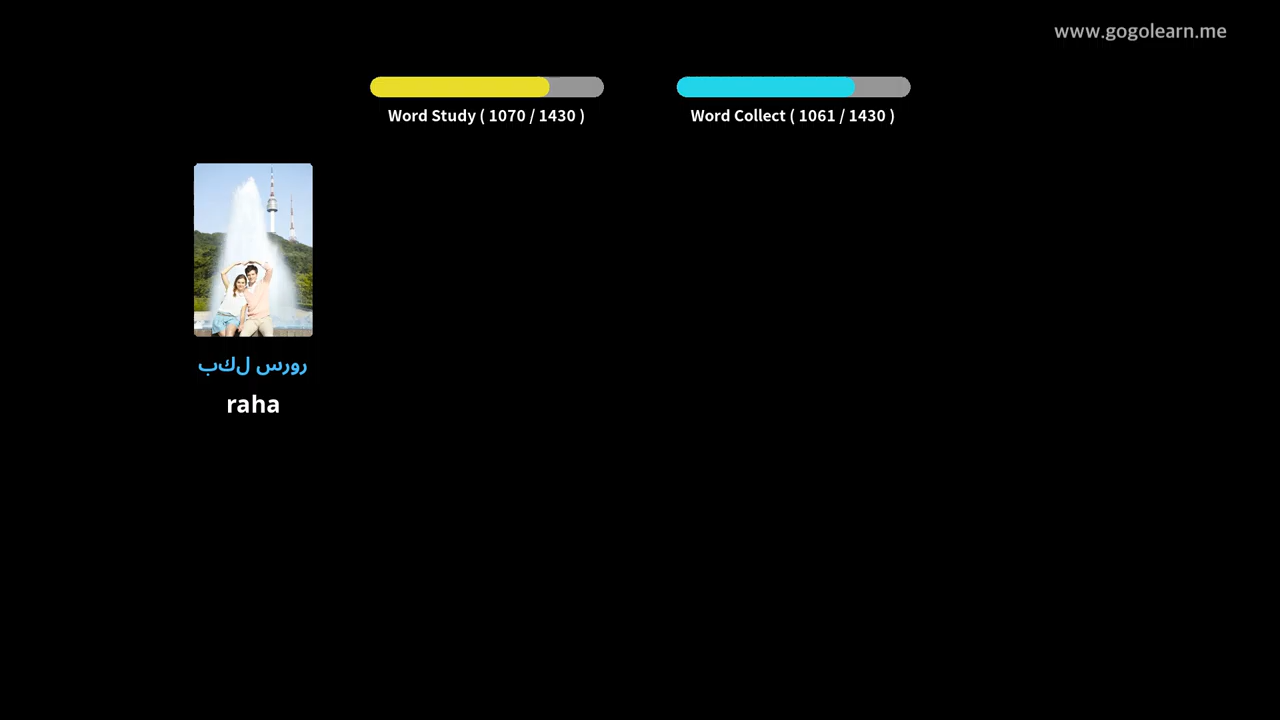 www.gogolearn.me
Word Study ( 1070 / 1430 )
Word Collect ( 1061 / 1430 )
رورس لكب
raha